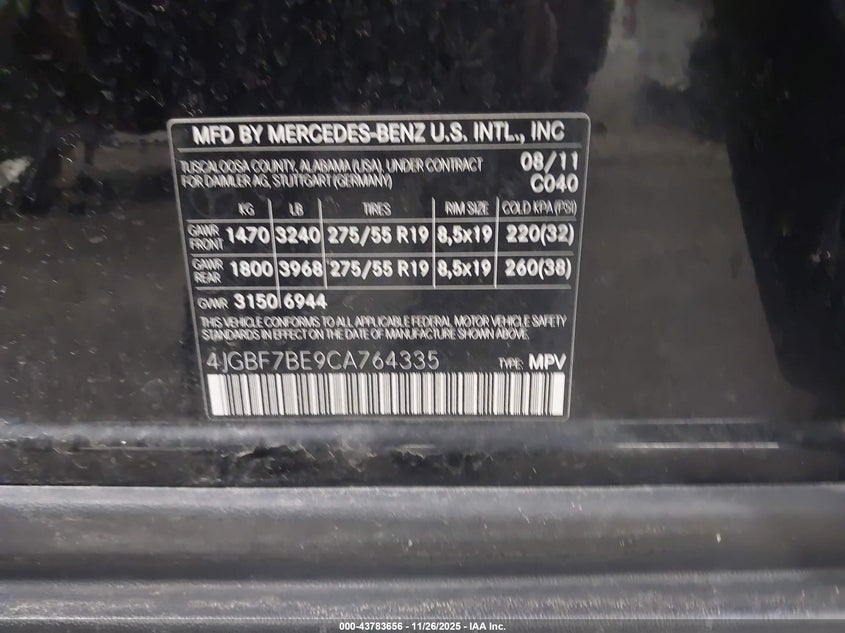 MFD BY MERCEDES-BENZ U.S. INTL., INC
TUSCALOOSA COUNTY, ALABAMA (USA), UNDER CONTRACT 08/11
FOR DAIMLER AG, STUTTGART (GERMANY) C040
KG LB TIRES RIM SIZE COLD KPA (PSI)
GAWR FRONT 1470 3240 275/55 R19 8,5x19 220(32)
GAWR REAR 1800 3968 275/55 R19 8,5x19 260(38)
GVWR 3150 6944
THIS VEHICLE CONFORMS TO ALL APPLICABLE FEDERAL MOTOR VEHICLE SAFETY
STANDARDS IN EFFECT ON THE DATE OF MANUFACTURE SHOWN ABOVE.
4JGBF7BE9CA764335 TYPE: MPV
000-43783656 - 11/26/2025 - IAA Inc.